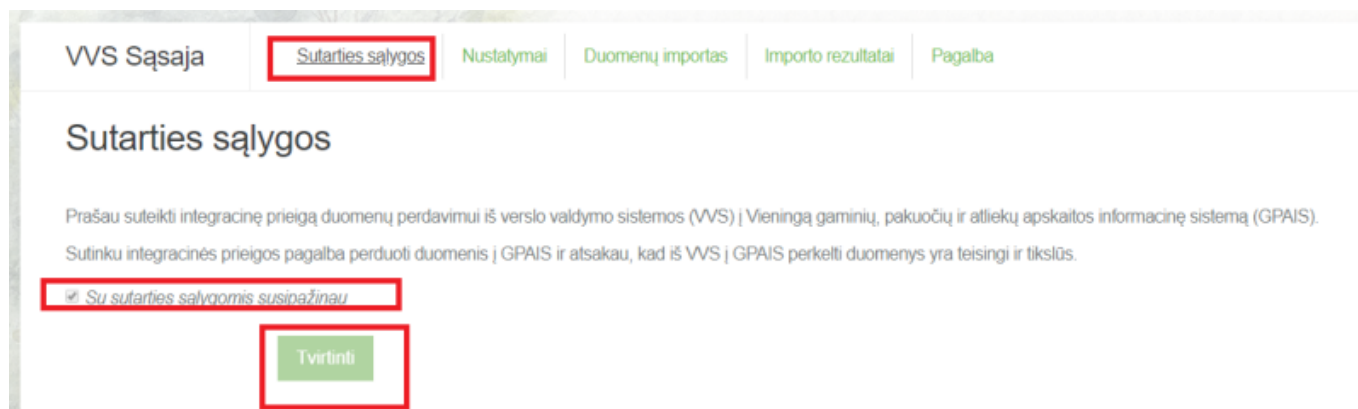 VVS Sąsaja Sutarties sąlygos Nustatymai Duomenų importas Importo rezultatai Pagalba
Sutarties sąlygos
Prašau suteikti integracinę prieigą duomenų perdavimui iš verslo valdymo sistemos (VVS) į Vieningą gaminių, pakuočių ir atliekų apskaitos informacinę sistemą (GPAIS).
Sutinku integracinės prieigos pagalba perduoti duomenis į GPAIS ir atsakau, kad iš VVS į GPAIS perkelti duomenys yra teisingi ir tikslūs.
Su sutarties sąlygomis susipažinau
Tvirtinti